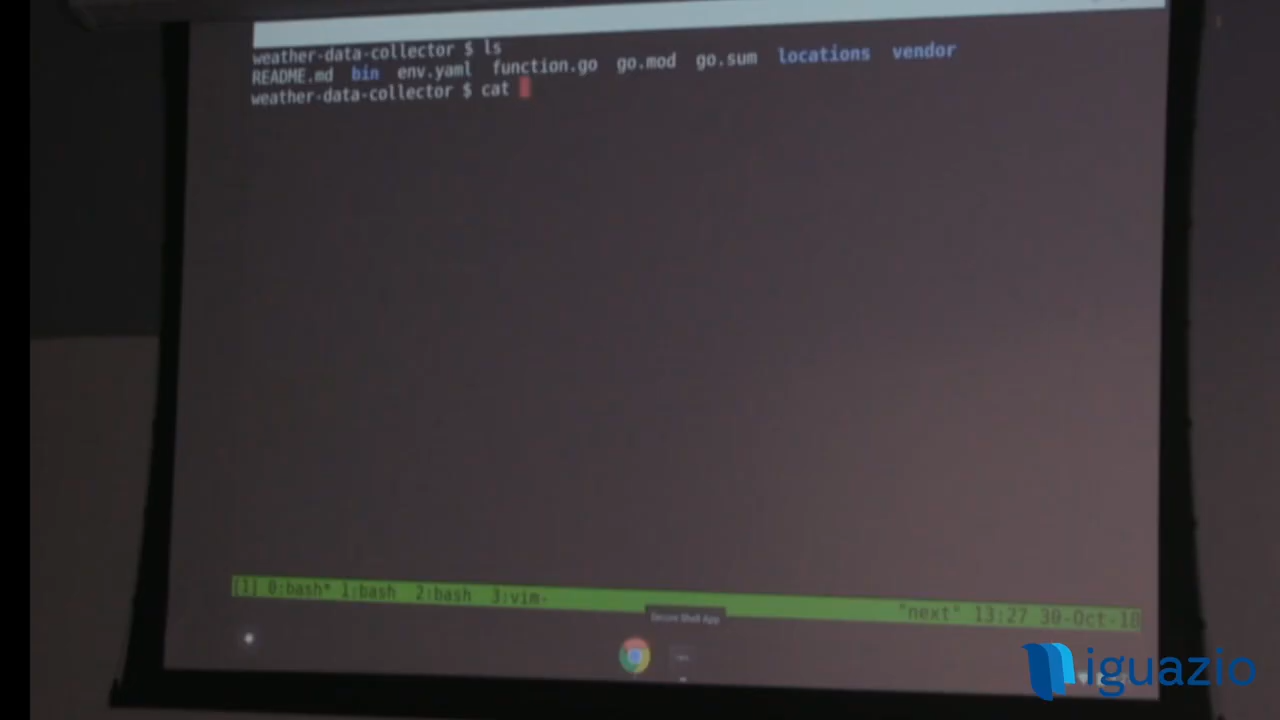 weather-data-collector $ ls
README.md bin env.yaml function.go go.mod go.sum locations vendor
weather-data-collector $ cat
[1] 0:bash* 1:bash 2:bash 3:vim- "next" 13:27 30-Oct-18
Secure Shell App
iguazio